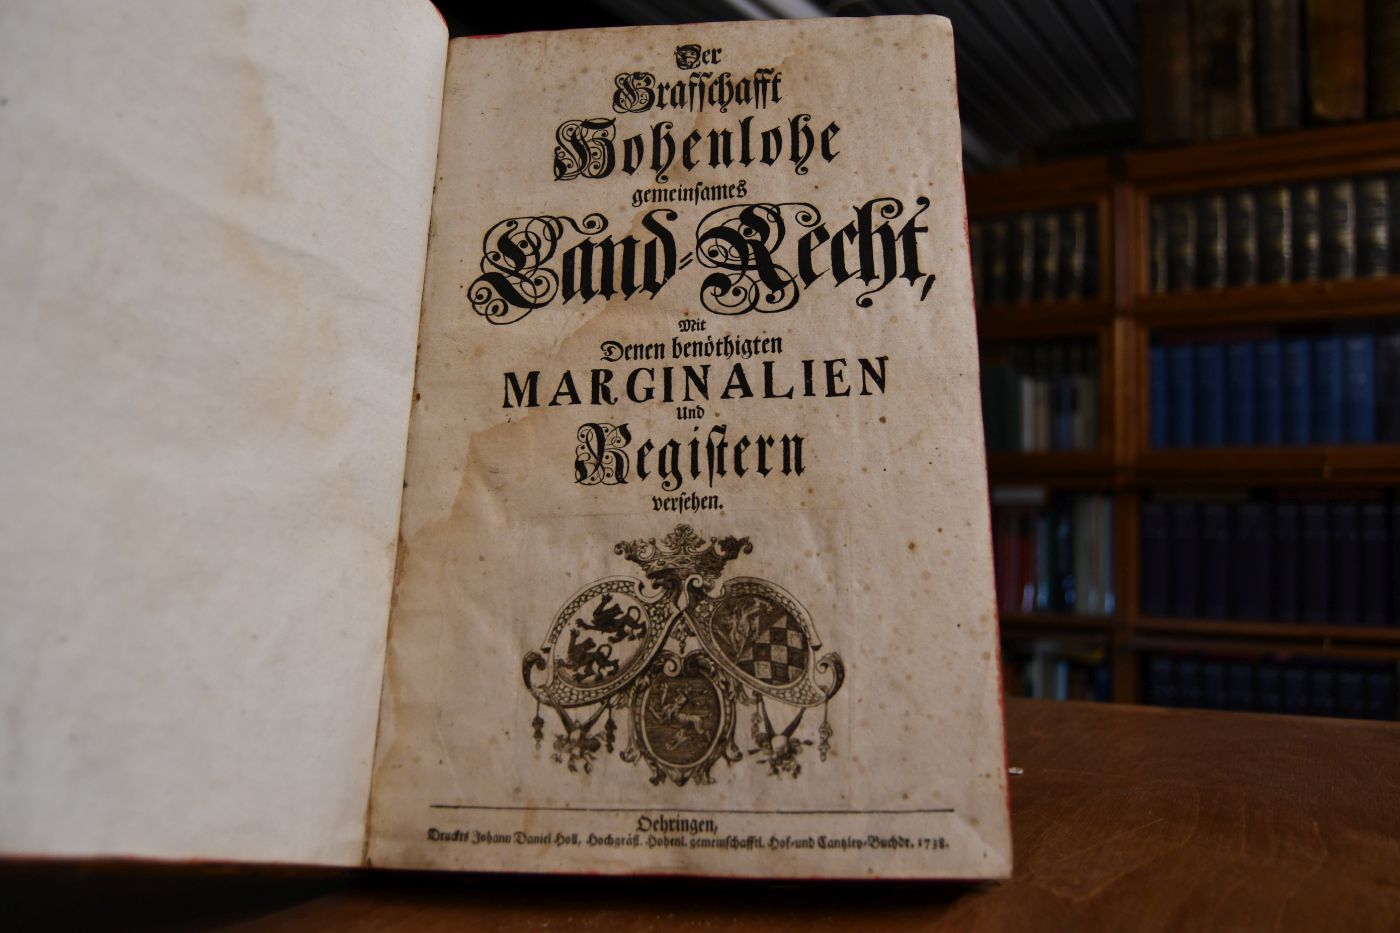 Der
Grafschafft
Hohenlohe
gemeinsames
Land-Recht,
Mit
Denen benöthigten
MARGINALIEN
Und
Registern
versehen.
Oehringen,
Druckts Johann Daniel Holl, Hochgräfl. Hohenl. gemeinschafftl. Hof-und Cantzley-Buchdr. 1738.